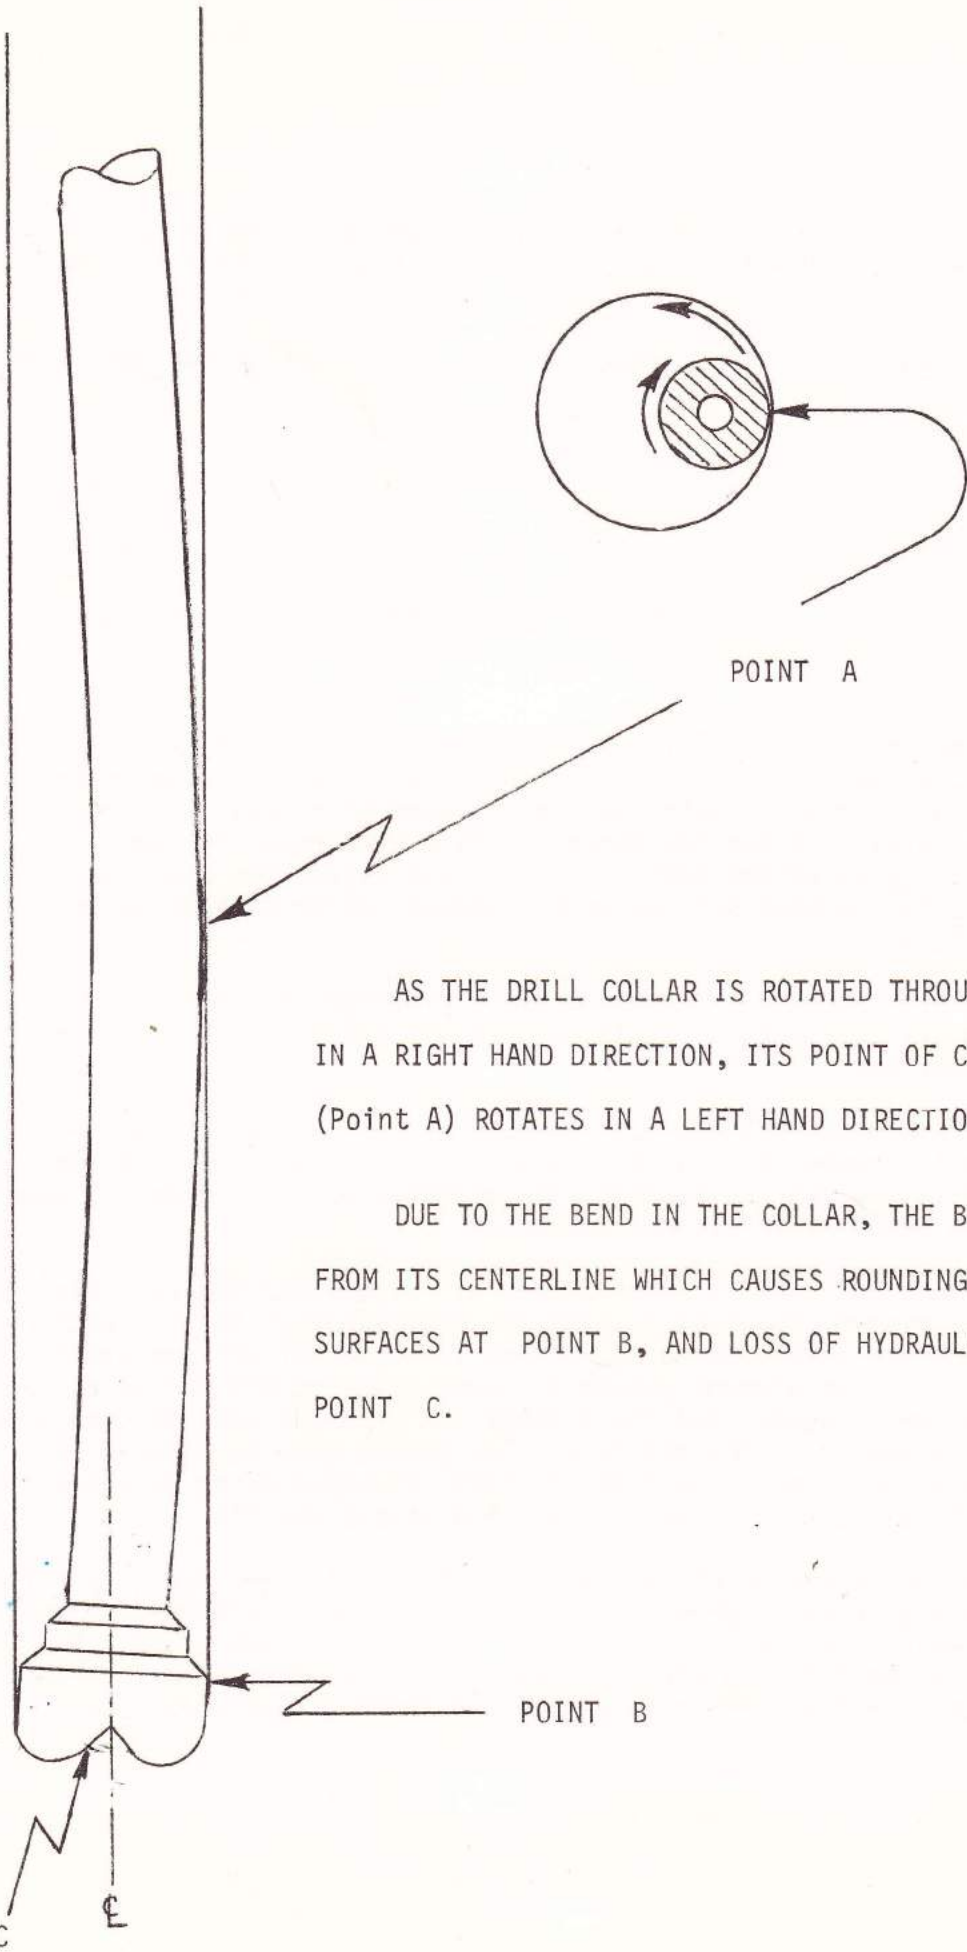 POINT A
AS THE DRILL COLLAR IS ROTATED THROU
IN A RIGHT HAND DIRECTION, ITS POINT OF C
(Point A) ROTATES IN A LEFT HAND DIRECTIO
DUE TO THE BEND IN THE COLLAR, THE B
FROM ITS CENTERLINE WHICH CAUSES ROUNDING
SURFACES AT POINT B, AND LOSS OF HYDRAUL
POINT C.
POINT B
C
℄